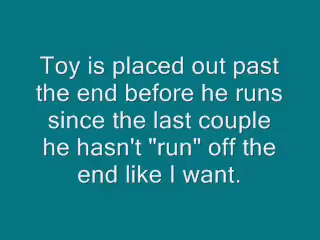 Toy is placed out past
the end before he runs
since the last couple
he hasn't "run" off the
end like I want.